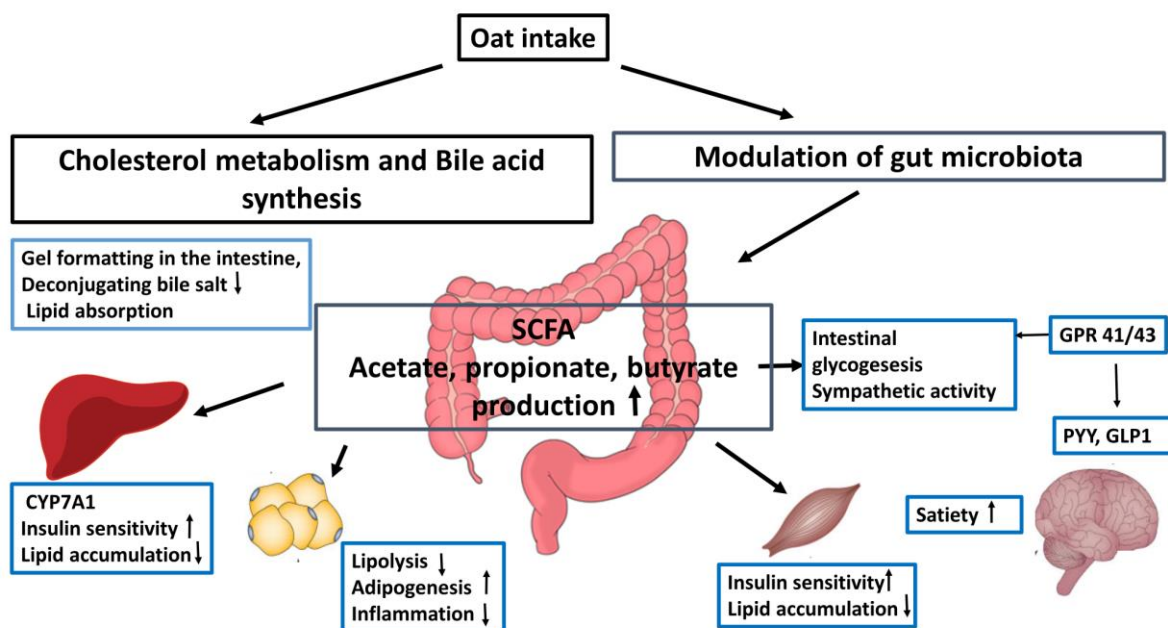 Oat intake
Cholesterol metabolism and Bile acid
synthesis
Modulation of gut microbiota
Gel formatting in the intestine,
Deconjugating bile salt ↓
Lipid absorption
SCFA
Acetate, propionate, butyrate
production ↑
Intestinal
glycogesesis
Sympathetic activity
GPR 41/43
PYY, GLP1
Satiety ↑
CYP7A1
Insulin sensitivity ↑
Lipid accumulation ↓
Lipolysis ↓
Adipogenesis ↑
Inflammation ↓
Insulin sensitivity ↑
Lipid accumulation ↓